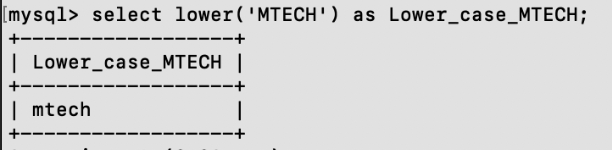 [mysql> select lower('MTECH') as Lower_case_MTECH;
+------------------+
| Lower_case_MTECH |
+------------------+
| mtech            |
+------------------+